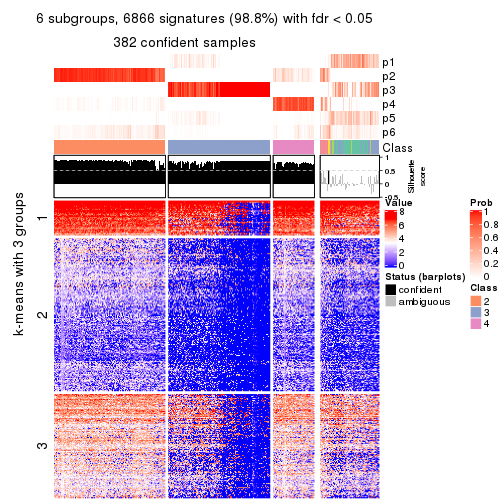 6 subgroups, 6866 signatures (98.8%) with fdr < 0.05
382 confident samples
p1
p2
p3
p4
p5
p6
Class
1
0.5
0
-0.5
Silhouette
score
k-means with 3 groups
1
2
3
Value
8
6
4
2
0
Status (barplots)
confident
ambiguous
Prob
1
0.8
0.6
0.4
0.2
0
Class
2
3
4